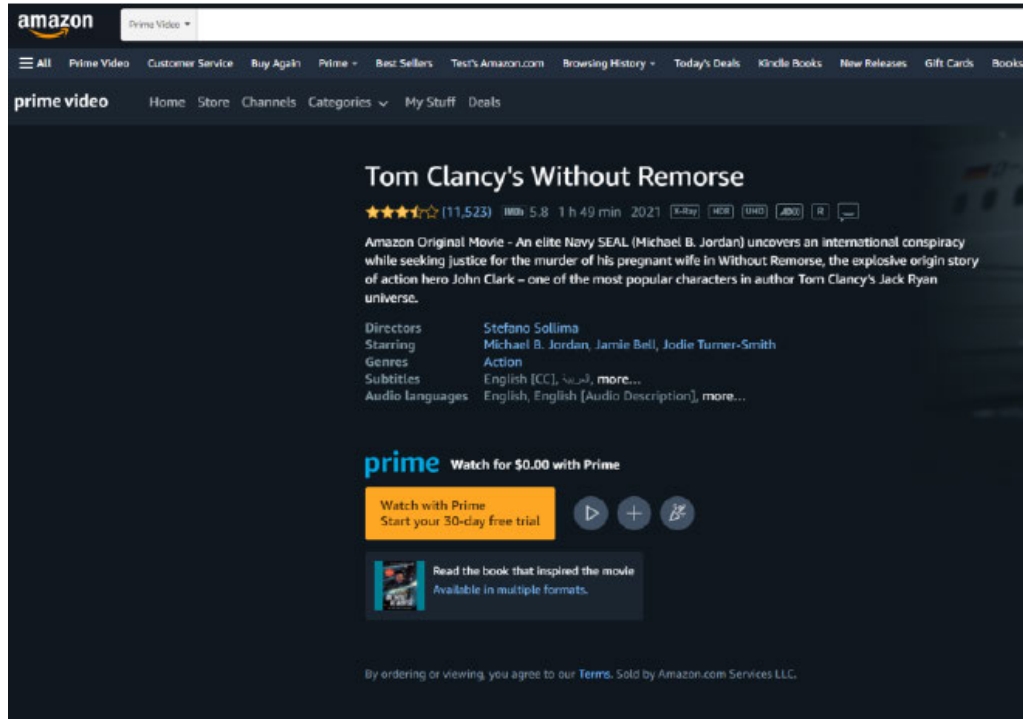 amazon
Prime Video
All Prime Video Customer Service Buy Again Prime Best Sellers Test's Amazon.com Browsing History Today's Deals Kindle Books New Releases Gift Cards Books
prime video Home Store Channels Categories My Stuff Deals
Tom Clancy's Without Remorse
(11,523) IMDb 5.8 1 h 49 min 2021 X-Ray HDR UHD AD R
Amazon Original Movie - An elite Navy SEAL (Michael B. Jordan) uncovers an international conspiracy
while seeking justice for the murder of his pregnant wife in Without Remorse, the explosive origin story
of action hero John Clark – one of the most popular characters in author Tom Clancy's Jack Ryan
universe.
Directors Stefano Sollima
Starring Michael B. Jordan, Jamie Bell, Jodie Turner-Smith
Genres Action
Subtitles English [CC], العربية, more...
Audio languages English, English [Audio Description], more...
prime Watch for $0.00 with Prime
Watch with Prime
Start your 30-day free trial
Read the book that inspired the movie
Available in multiple formats.
By ordering or viewing, you agree to our Terms. Sold by Amazon.com Services LLC.